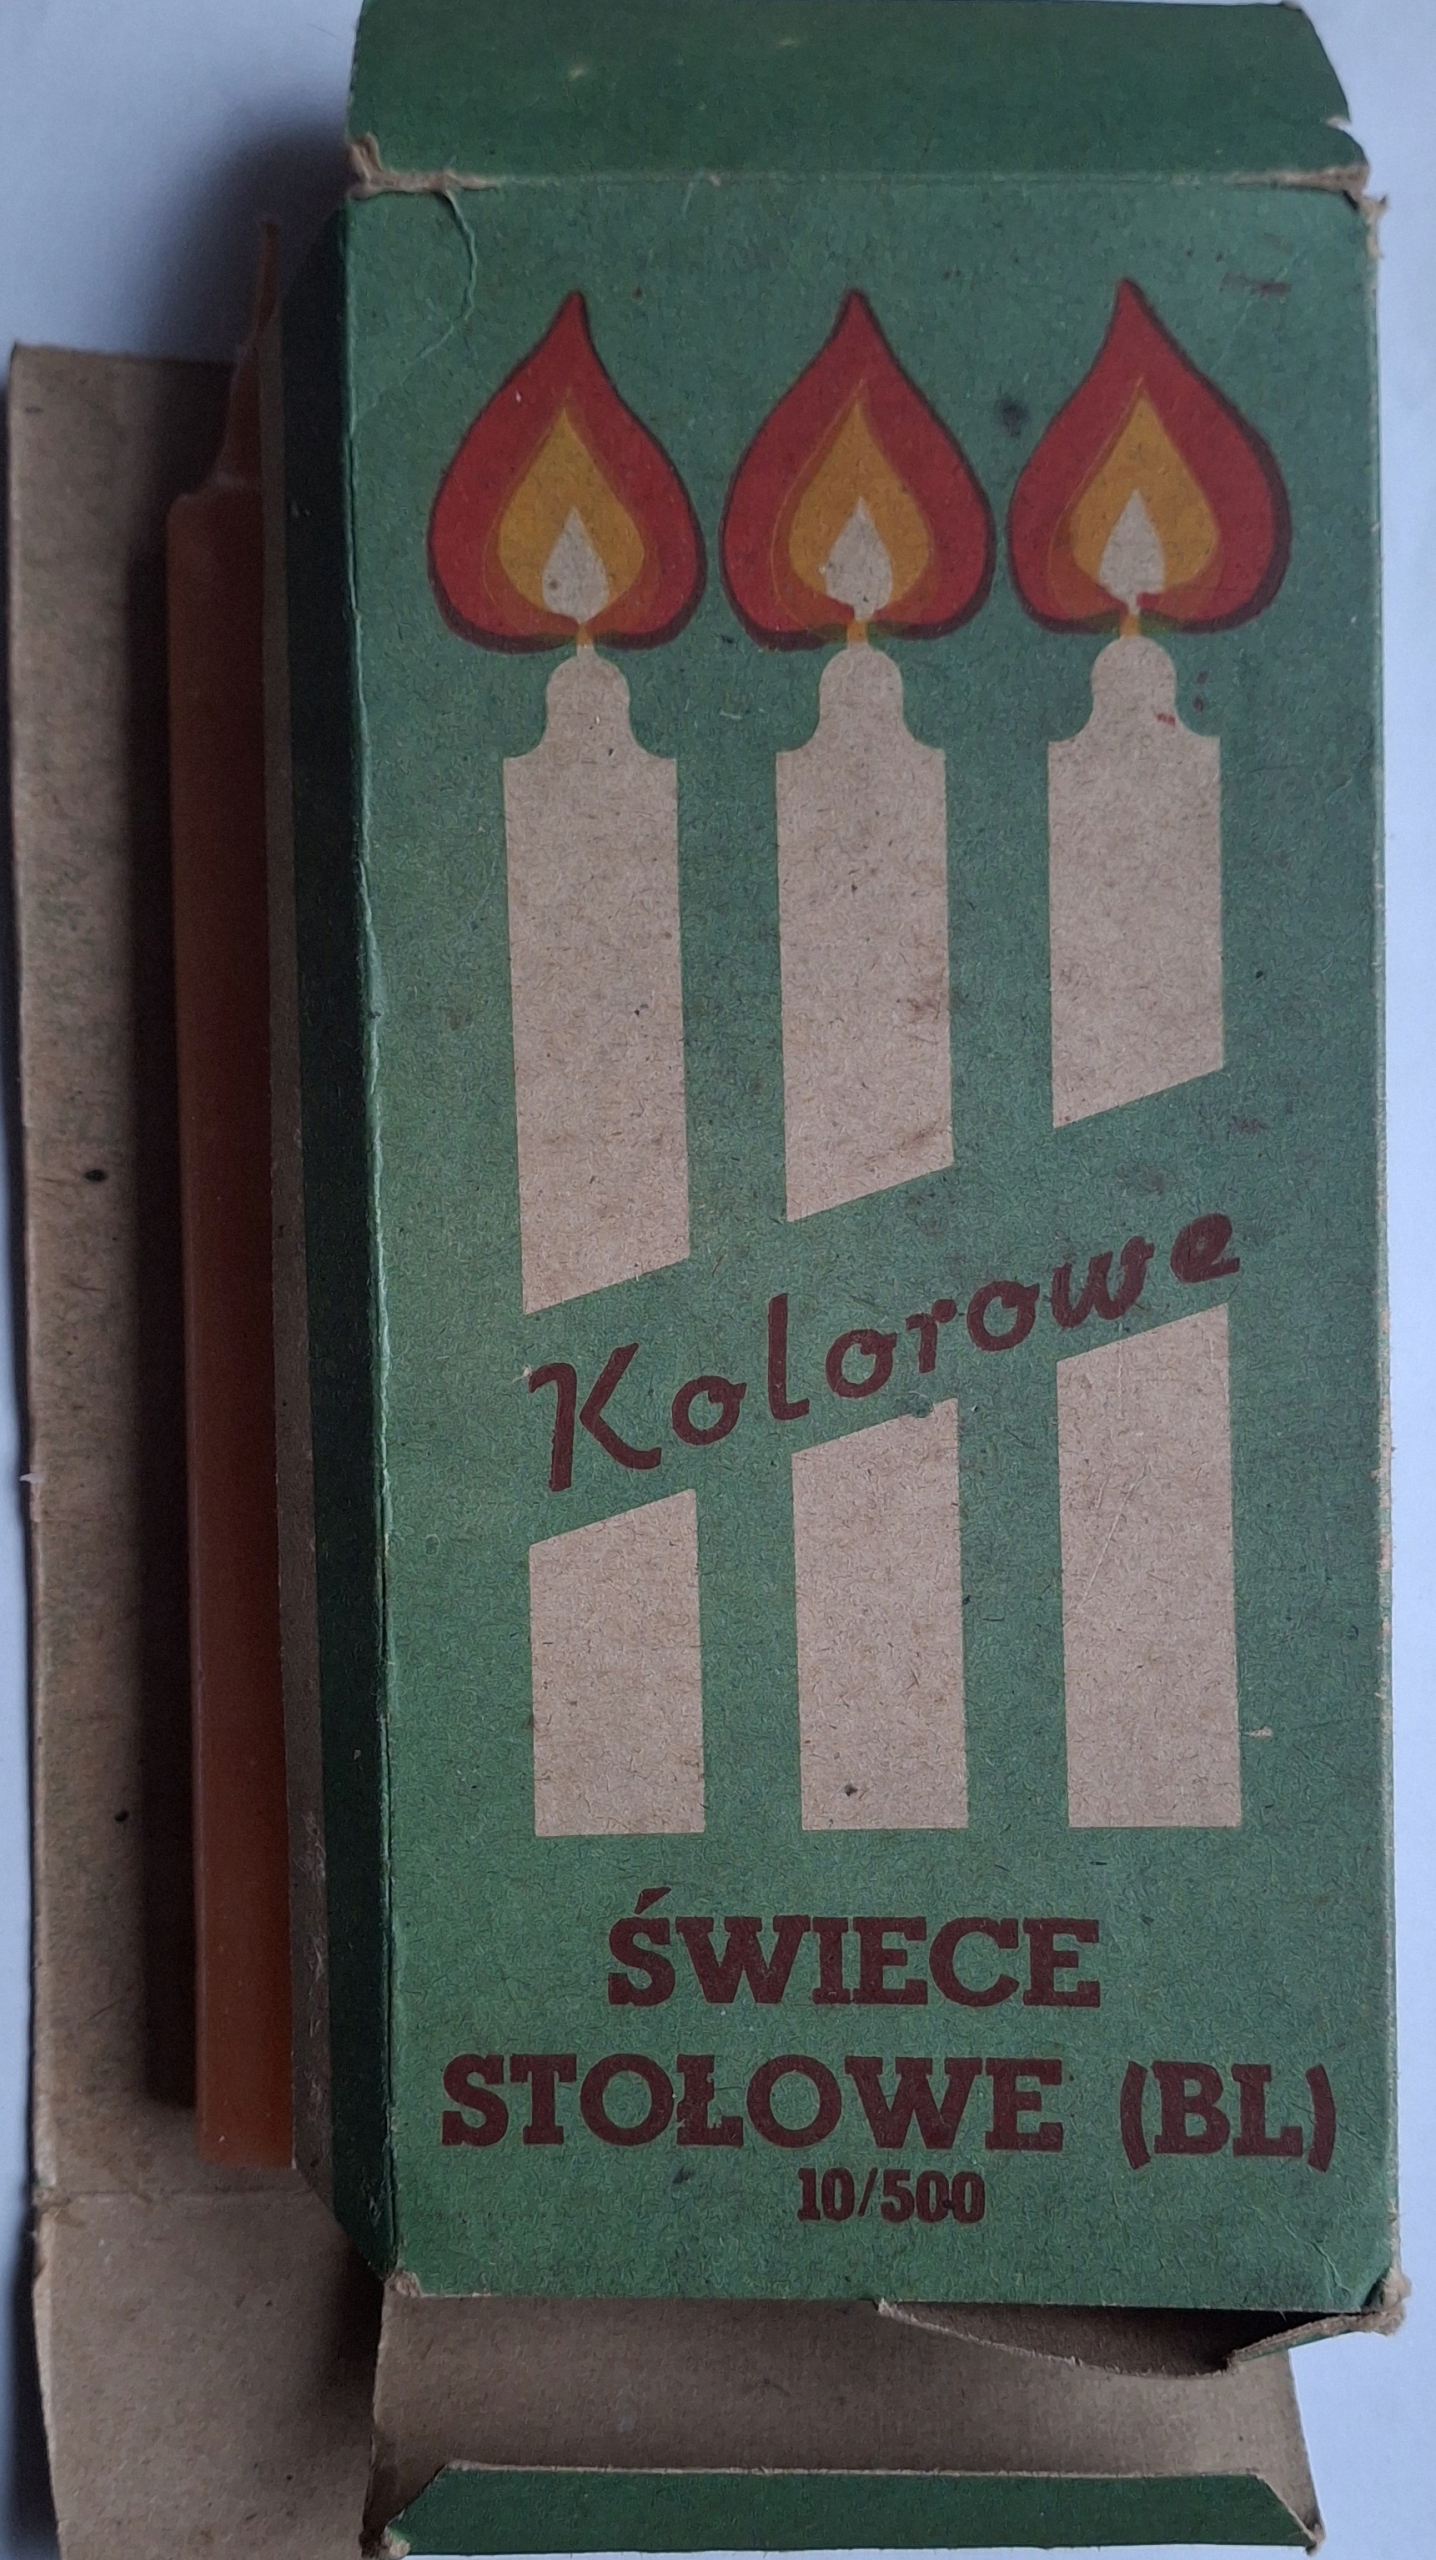 Kolorowe
ŚWIECE
STOŁOWE (BL)
10/500